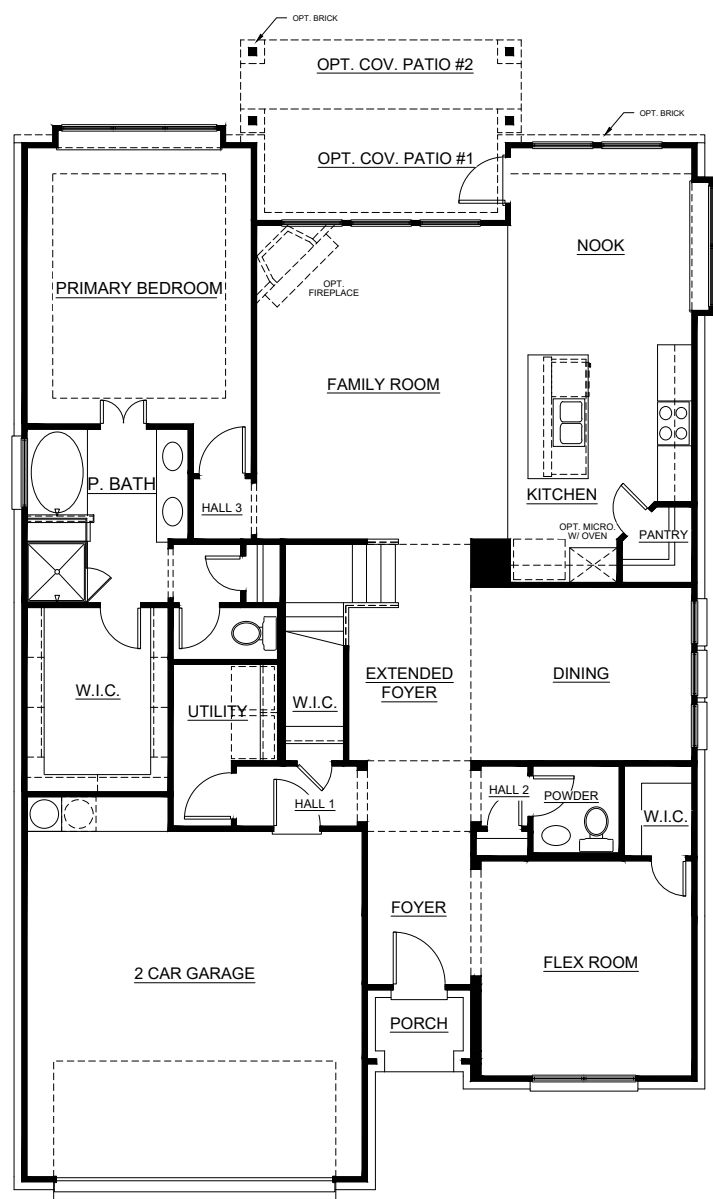 OPT. BRICK
OPT. COV. PATIO #2
OPT. BRICK
OPT. COV. PATIO #1
NOOK
PRIMARY BEDROOM
OPT.
FIREPLACE
FAMILY ROOM
P. BATH
KITCHEN
HALL 3
OPT. MICRO.
W/ OVEN
PANTRY
EXTENDED
FOYER
DINING
W.I.C.
W.I.C.
UTILITY
HALL 1
HALL 2
POWDER
W.I.C.
FOYER
FLEX ROOM
2 CAR GARAGE
PORCH